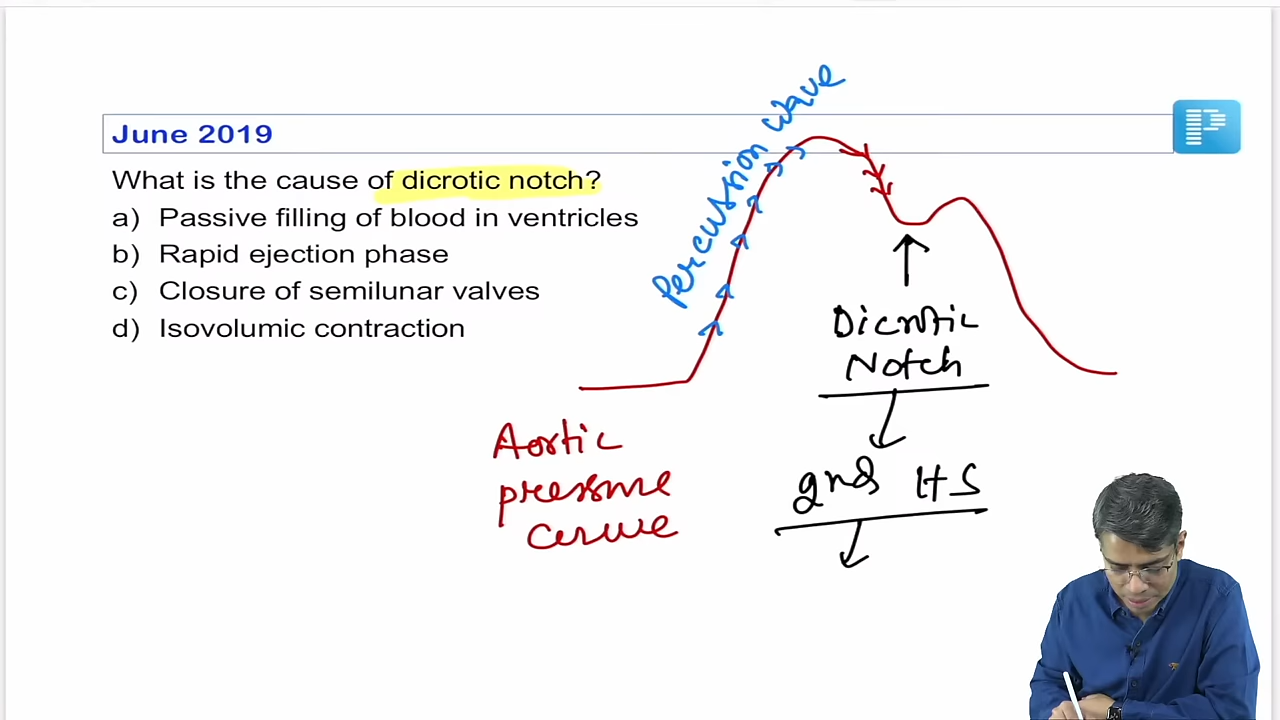 June 2019
What is the cause of dicrotic notch?
a) Passive filling of blood in ventricles
b) Rapid ejection phase
c) Closure of semilunar valves
d) Isovolumic contraction
Percussion wave
Dicrotic
Notch
Aortic
pressure
curve
2nd HS